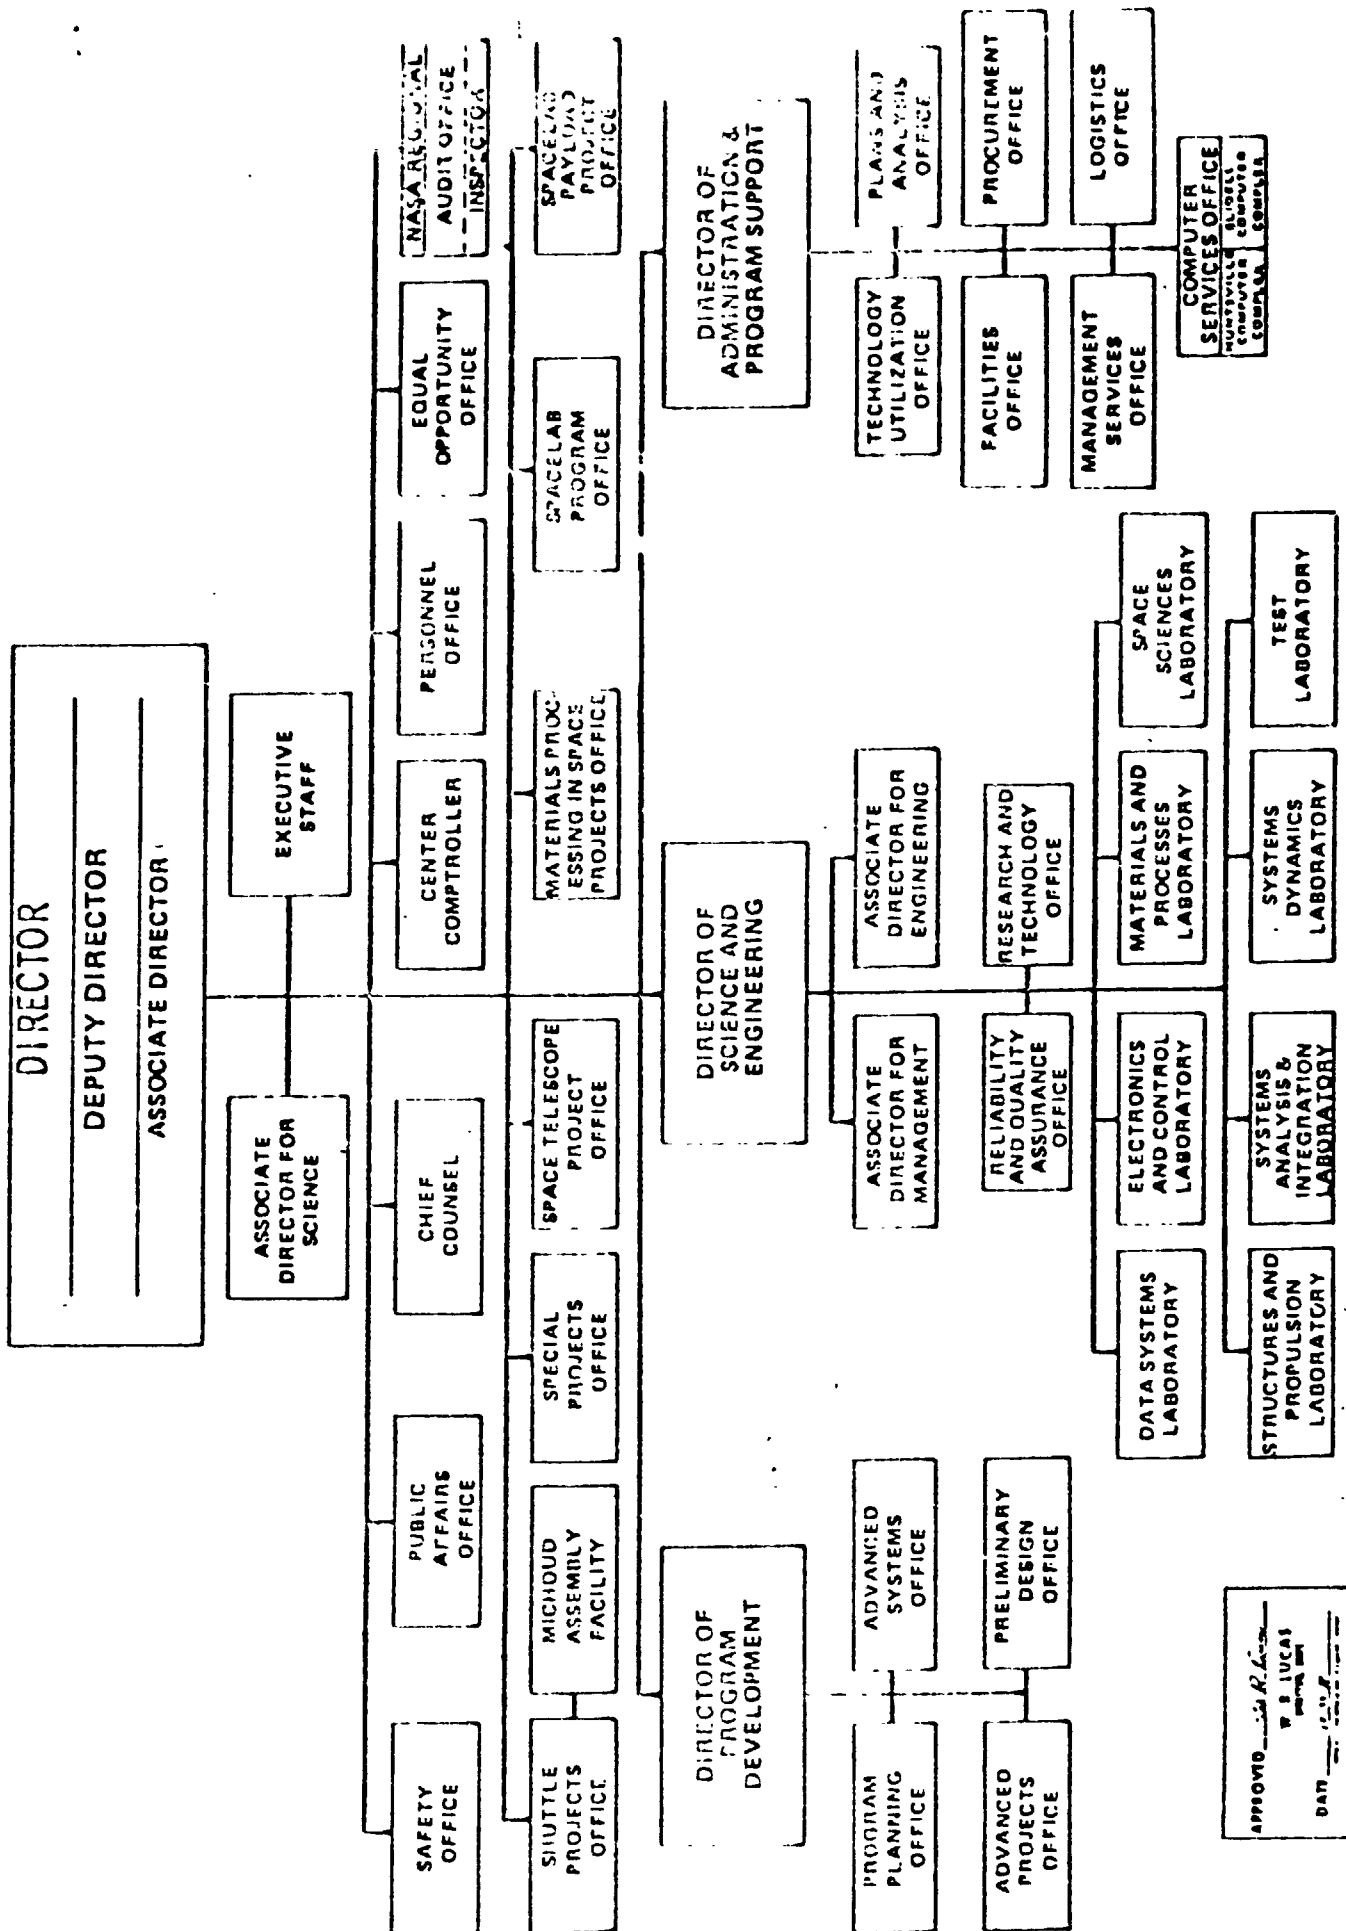 DIRECTOR
DEPUTY DIRECTOR
ASSOCIATE DIRECTOR
ASSOCIATE
DIRECTOR FOR
SCIENCE
EXECUTIVE
STAFF
SAFETY
OFFICE
PUBLIC
AFFAIRS
OFFICE
CHIEF
COUNSEL
CENTER
COMPTROLLER
PERSONNEL
OFFICE
EQUAL
OPPORTUNITY
OFFICE
NASA REGIONAL
AUDIT OFFICE
INSPECTOR
SHUTTLE
PROJECTS
OFFICE
MICHOUD
ASSEMBLY
FACILITY
SPECIAL
PROJECTS
OFFICE
SPACE TELESCOPE
PROJECT
OFFICE
MATERIALS PROC-
ESSING IN SPACE
PROJECTS OFFICE
SPACELAB
PROGRAM
OFFICE
SPACELAB
PAYLOAD
PROJECT
OFFICE
DIRECTOR OF
PROGRAM
DEVELOPMENT
DIRECTOR OF
SCIENCE AND
ENGINEERING
DIRECTOR OF
ADMINISTRATION &
PROGRAM SUPPORT
PROGRAM
PLANNING
OFFICE
ADVANCED
SYSTEMS
OFFICE
ADVANCED
PROJECTS
OFFICE
PRELIMINARY
DESIGN
OFFICE
ASSOCIATE
DIRECTOR FOR
MANAGEMENT
ASSOCIATE
DIRECTOR FOR
ENGINEERING
RELIABILITY
AND QUALITY
ASSURANCE
OFFICE
RESEARCH AND
TECHNOLOGY
OFFICE
DATA SYSTEMS
LABORATORY
ELECTRONICS
AND CONTROL
LABORATORY
MATERIALS AND
PROCESSES
LABORATORY
SPACE
SCIENCES
LABORATORY
STRUCTURES AND
PROPULSION
LABORATORY
SYSTEMS
ANALYSIS &
INTEGRATION
LABORATORY
SYSTEMS
DYNAMICS
LABORATORY
TEST
LABORATORY
TECHNOLOGY
UTILIZATION
OFFICE
PLANS AND
ANALYSIS
OFFICE
FACILITIES
OFFICE
PROCUREMENT
OFFICE
MANAGEMENT
SERVICES
OFFICE
LOGISTICS
OFFICE
COMPUTER
SERVICES OFFICE
HUNTSVILLE
COMPUTER
COMPLEX
SLIDELL
COMPUTER
COMPLEX
APPROVED
W R LUCAS
DATE